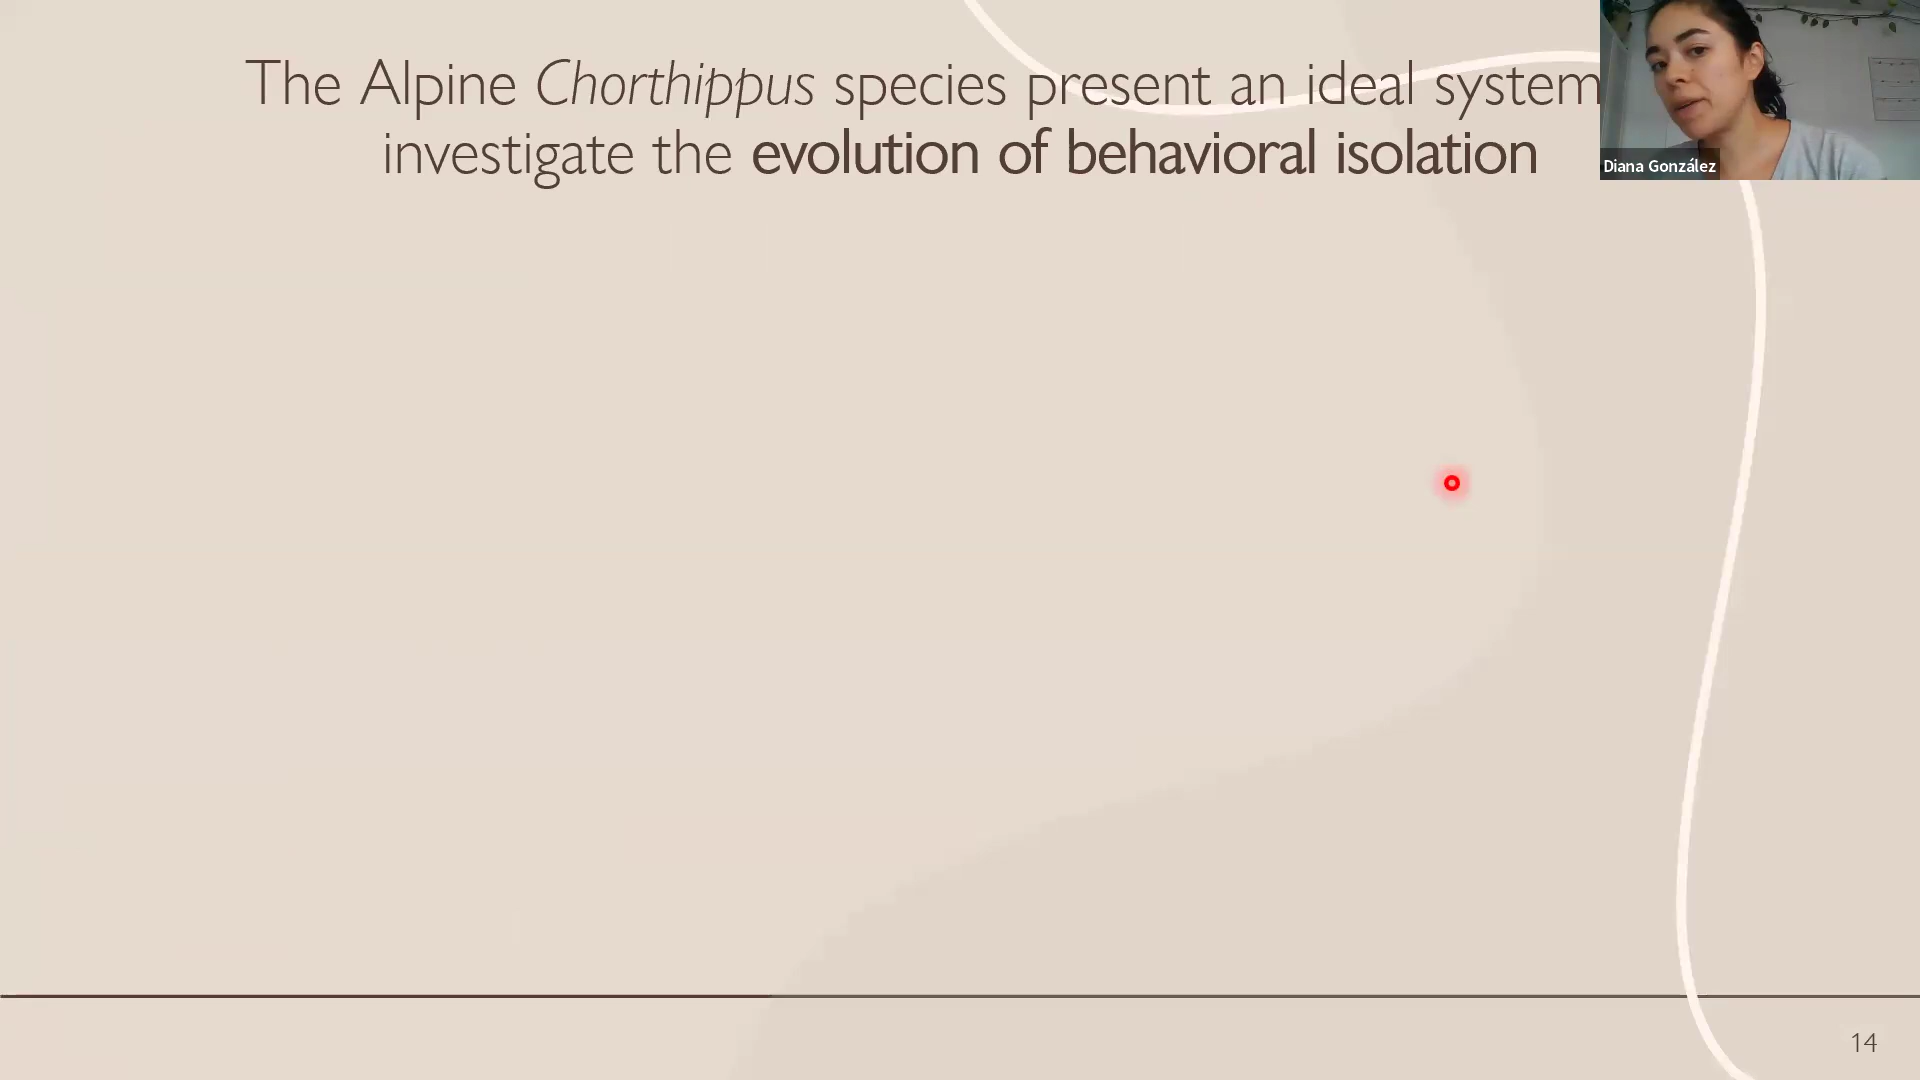 The Alpine Chorthippus species present an ideal system
investigate the evolution of behavioral isolation
Diana González
14